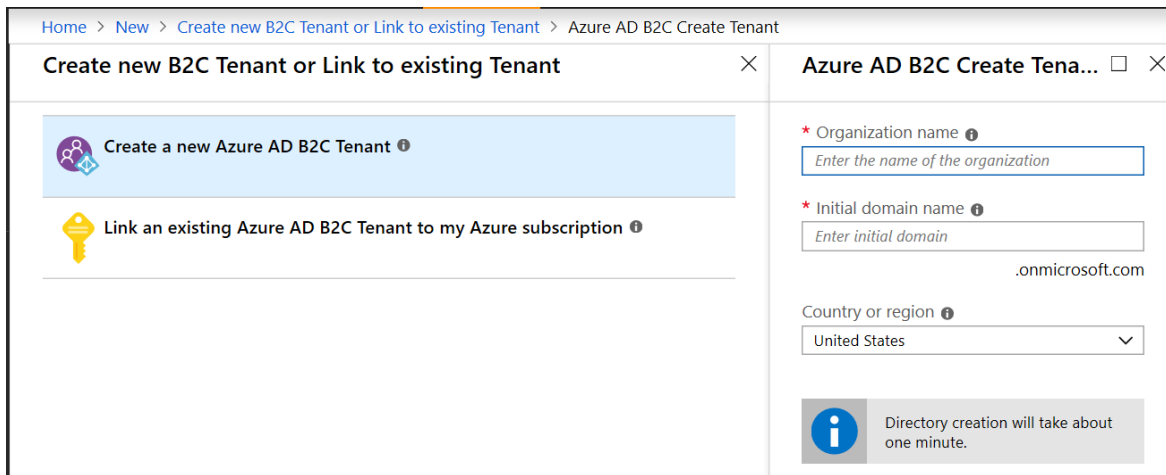 Home > New > Create new B2C Tenant or Link to existing Tenant > Azure AD B2C Create Tenant
Create new B2C Tenant or Link to existing Tenant
Create a new Azure AD B2C Tenant
Link an existing Azure AD B2C Tenant to my Azure subscription
Azure AD B2C Create Tena...
* Organization name
Enter the name of the organization
* Initial domain name
Enter initial domain
.onmicrosoft.com
Country or region
United States
Directory creation will take about
one minute.